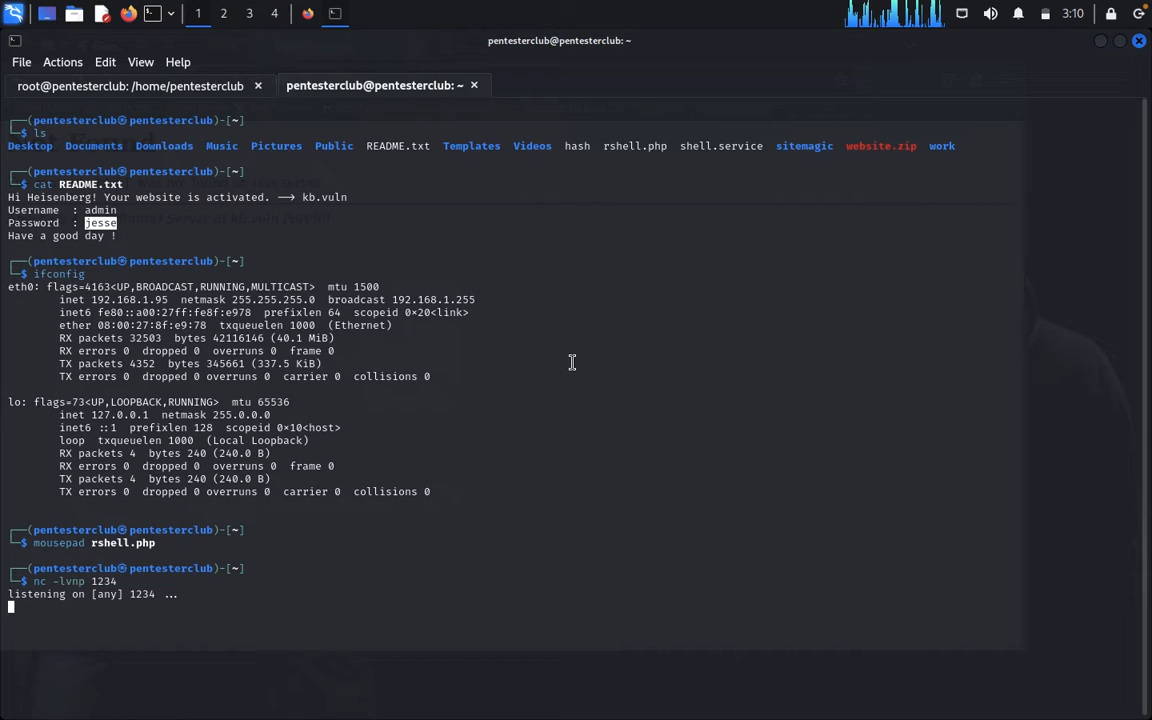 1 2 3 4 3:10
pentesterclub@pentesterclub: ~
File Actions Edit View Help
root@pentesterclub: /home/pentesterclub × pentesterclub@pentesterclub: ~ ×
┌──(pentesterclub㉿pentesterclub)-[~]
└─$ ls
Desktop Documents Downloads Music Pictures Public README.txt Templates Videos hash rshell.php shell.service sitemagic website.zip work
┌──(pentesterclub㉿pentesterclub)-[~]
└─$ cat README.txt
Hi Heisenberg! Your website is activated. ⟶ kb.vuln
Username : admin
Password : jesse
Have a good day !
┌──(pentesterclub㉿pentesterclub)-[~]
└─$ ifconfig
eth0: flags=4163<UP,BROADCAST,RUNNING,MULTICAST> mtu 1500
inet 192.168.1.95 netmask 255.255.255.0 broadcast 192.168.1.255
inet6 fe80::a00:27ff:fe8f:e978 prefixlen 64 scopeid 0×20<link>
ether 08:00:27:8f:e9:78 txqueuelen 1000 (Ethernet)
RX packets 32503 bytes 42116146 (40.1 MiB)
RX errors 0 dropped 0 overruns 0 frame 0
TX packets 4352 bytes 345661 (337.5 KiB)
TX errors 0 dropped 0 overruns 0 carrier 0 collisions 0
lo: flags=73<UP,LOOPBACK,RUNNING> mtu 65536
inet 127.0.0.1 netmask 255.0.0.0
inet6 ::1 prefixlen 128 scopeid 0×10<host>
loop txqueuelen 1000 (Local Loopback)
RX packets 4 bytes 240 (240.0 B)
RX errors 0 dropped 0 overruns 0 frame 0
TX packets 4 bytes 240 (240.0 B)
TX errors 0 dropped 0 overruns 0 carrier 0 collisions 0
┌──(pentesterclub㉿pentesterclub)-[~]
└─$ mousepad rshell.php
┌──(pentesterclub㉿pentesterclub)-[~]
└─$ nc -lvnp 1234
listening on [any] 1234 ...